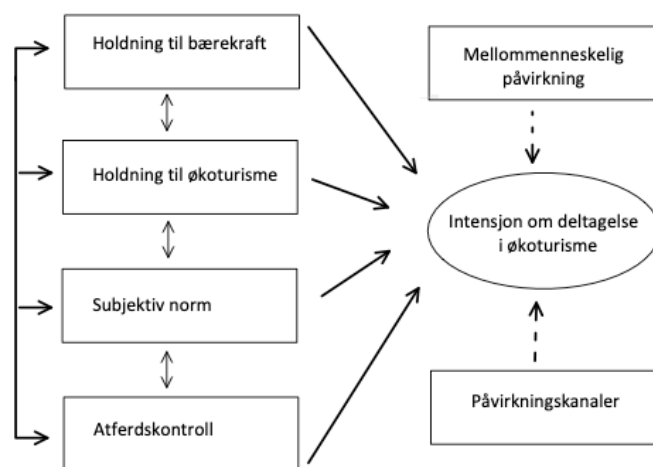 Holdning til bærekraft
Holdning til økoturisme
Subjektiv norm
Atferdskontroll
Mellommenneskelig
påvirkning
Intensjon om deltagelse
i økoturisme
Påvirkningskanaler